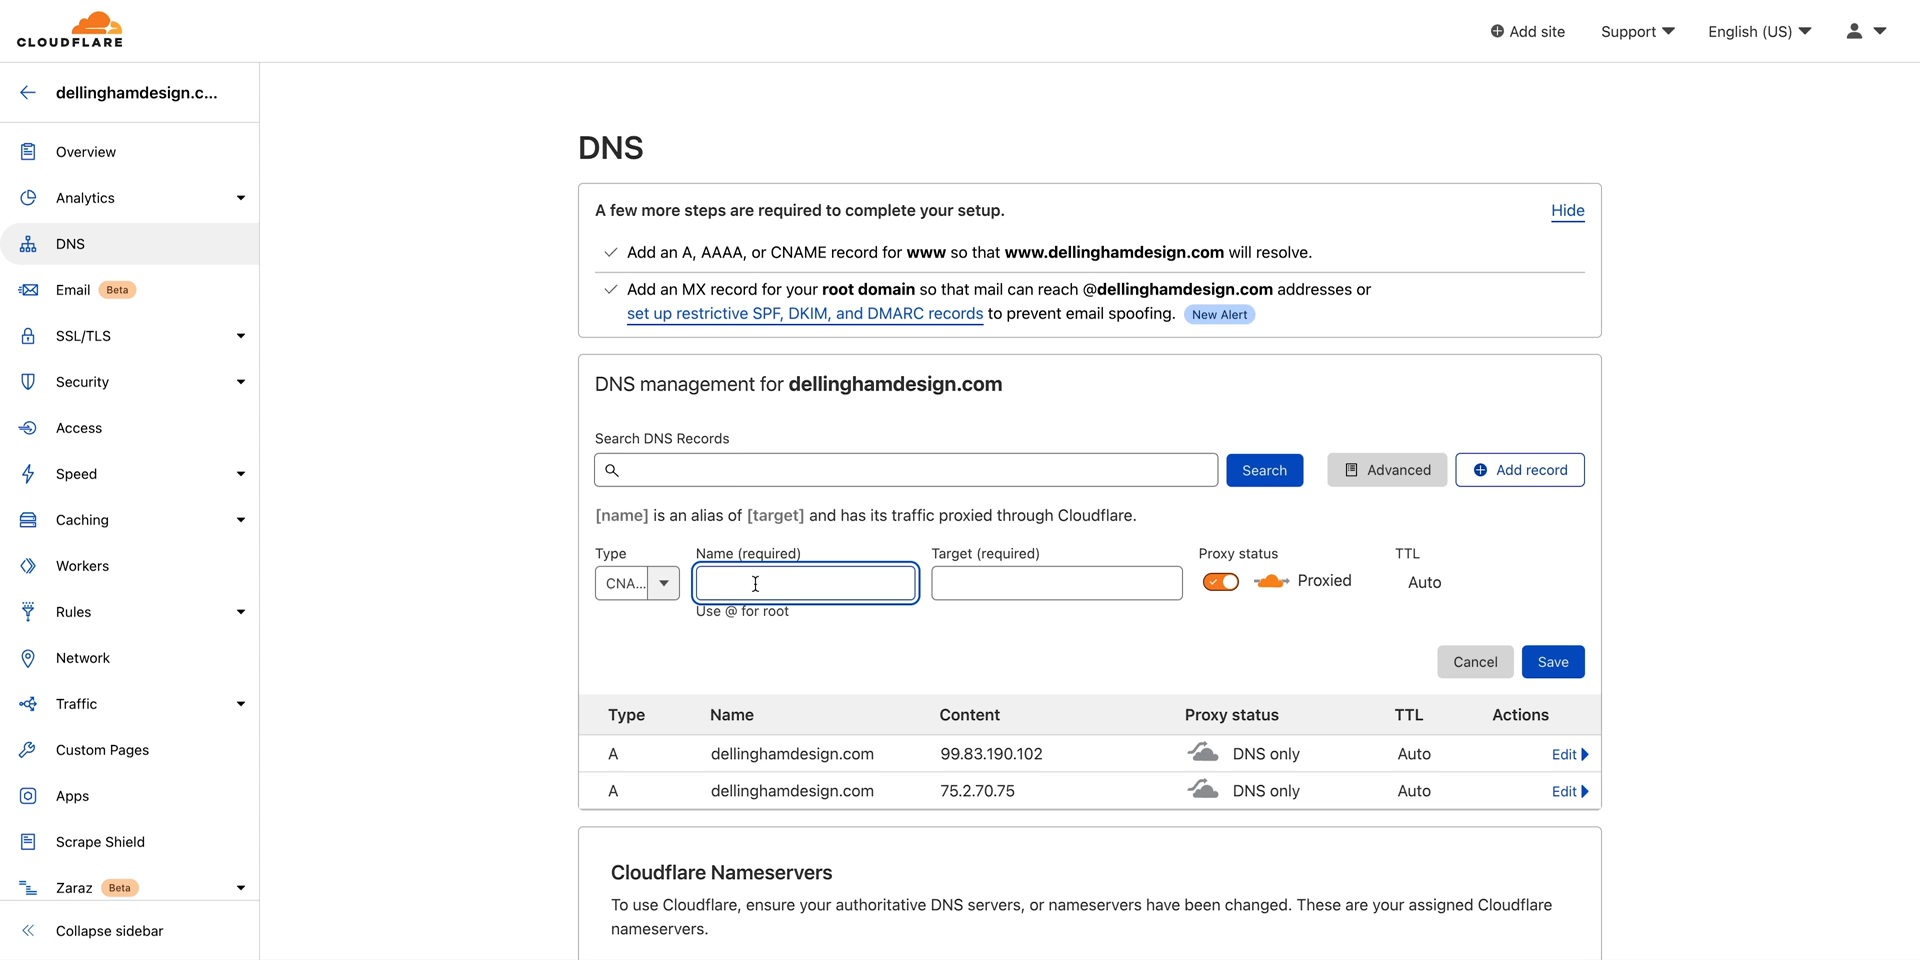 CLOUDFLARE
Add site
Support
English (US)
dellinghamdesign.c...
Overview
Analytics
DNS
Email Beta
SSL/TLS
Security
Access
Speed
Caching
Workers
Rules
Network
Traffic
Custom Pages
Apps
Scrape Shield
Zaraz Beta
Collapse sidebar
DNS
A few more steps are required to complete your setup.
Hide
Add an A, AAAA, or CNAME record for www so that www.dellinghamdesign.com will resolve.
Add an MX record for your root domain so that mail can reach @dellinghamdesign.com addresses or
set up restrictive SPF, DKIM, and DMARC records to prevent email spoofing. New Alert
DNS management for dellinghamdesign.com
Search DNS Records
Search
Advanced
Add record
[name] is an alias of [target] and has its traffic proxied through Cloudflare.
Type Name (required) Target (required) Proxy status TTL
CNA... Proxied Auto
Use @ for root
Cancel Save
Type Name Content Proxy status TTL Actions
A dellinghamdesign.com 99.83.190.102 DNS only Auto Edit
A dellinghamdesign.com 75.2.70.75 DNS only Auto Edit
Cloudflare Nameservers
To use Cloudflare, ensure your authoritative DNS servers, or nameservers have been changed. These are your assigned Cloudflare
nameservers.